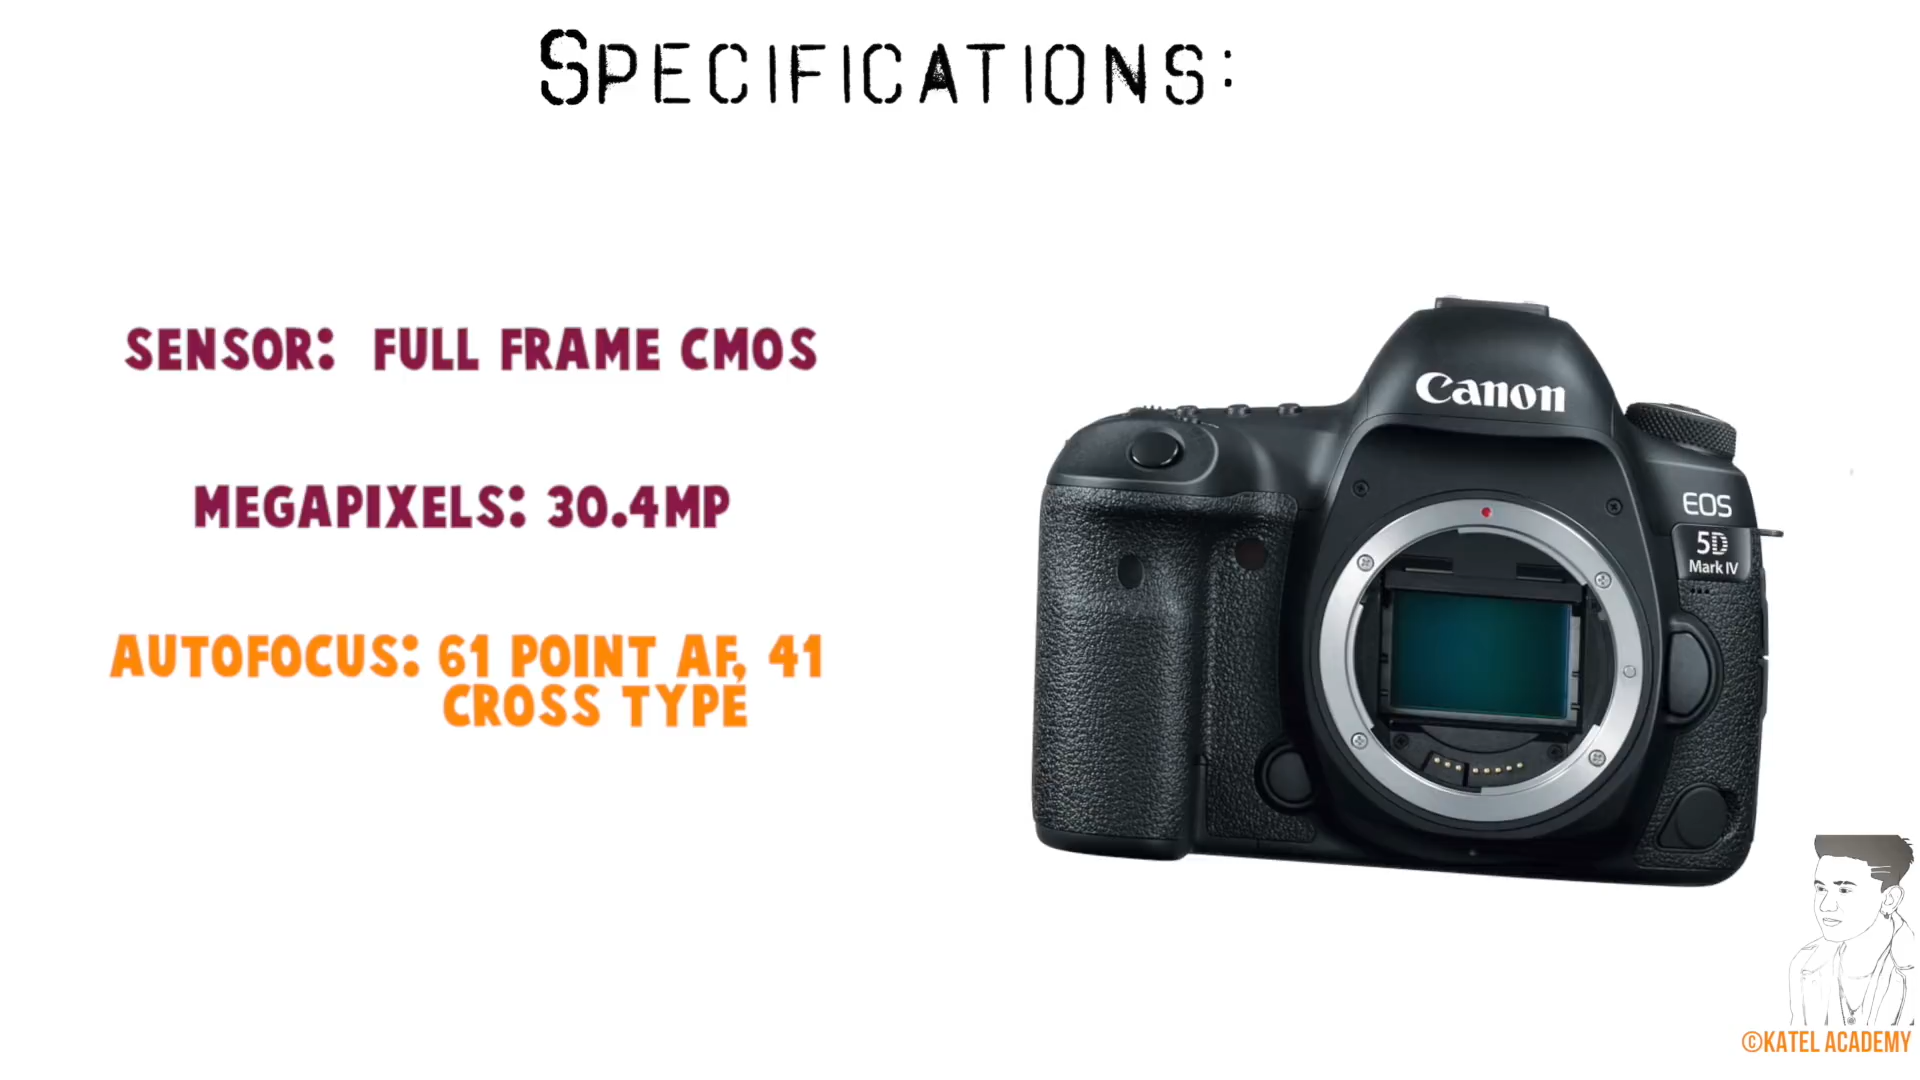 SPECIFICATIONS:
SENSOR: FULL FRAME CMOS
MEGAPIXELS: 30.4MP
AUTOFOCUS: 61 POINT AF, 41
CROSS TYPE
Canon
EOS
5D
Mark IV
©KATEL ACADEMY